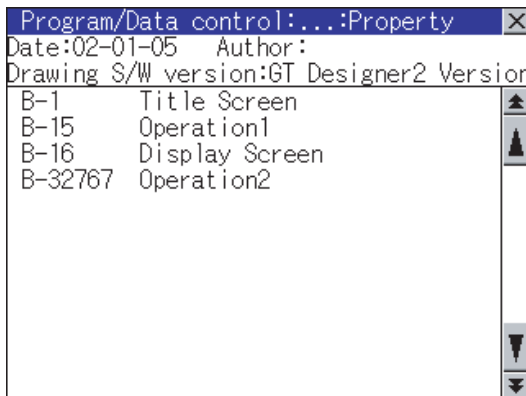 Program/Data control:...:Property
Date:02-01-05 Author:
Drawing S/W version:GT Designer2 Version
B-1 Title Screen
B-15 Operation1
B-16 Display Screen
B-32767 Operation2